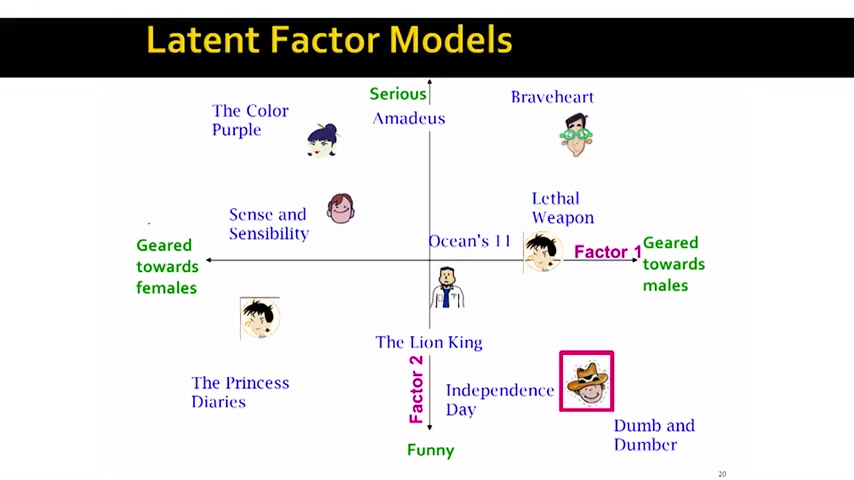 Latent Factor Models
Serious
Braveheart
The Color
Purple
Amadeus
Lethal
Weapon
Sense and
Sensibility
Ocean's 11
Geared
towards
females
Factor 1
Geared
towards
males
The Lion King
Factor 2
The Princess
Diaries
Independence
Day
Dumb and
Dumber
Funny
20